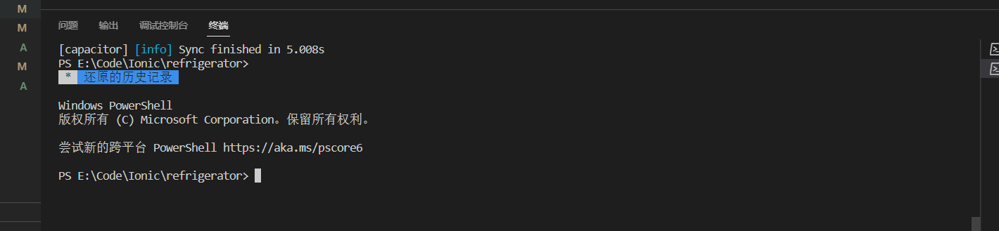 M
M
A
M
A
问题 输出 调试控制台 终端
[capacitor] [info] Sync finished in 5.008s
PS E:\Code\Ionic\refrigerator>
* 还原的历史记录
Windows PowerShell
版权所有 (C) Microsoft Corporation。保留所有权利。
尝试新的跨平台 PowerShell https://aka.ms/pscore6
PS E:\Code\Ionic\refrigerator>